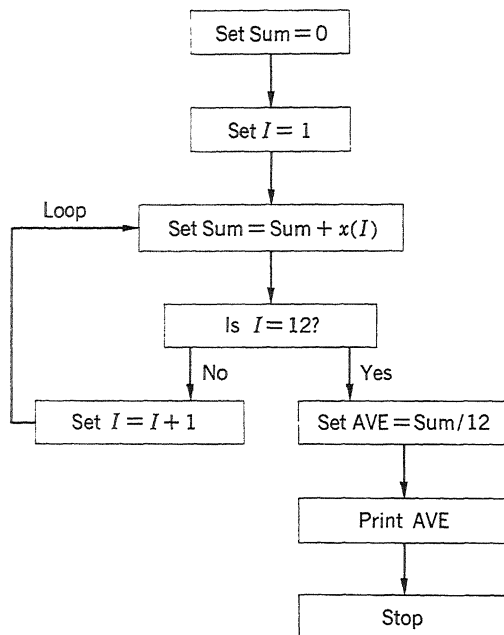 Set Sum = 0
Set I = 1
Loop
Set Sum = Sum + x(I)
Is I = 12?
No
Yes
Set I = I + 1
Set AVE = Sum/12
Print AVE
Stop